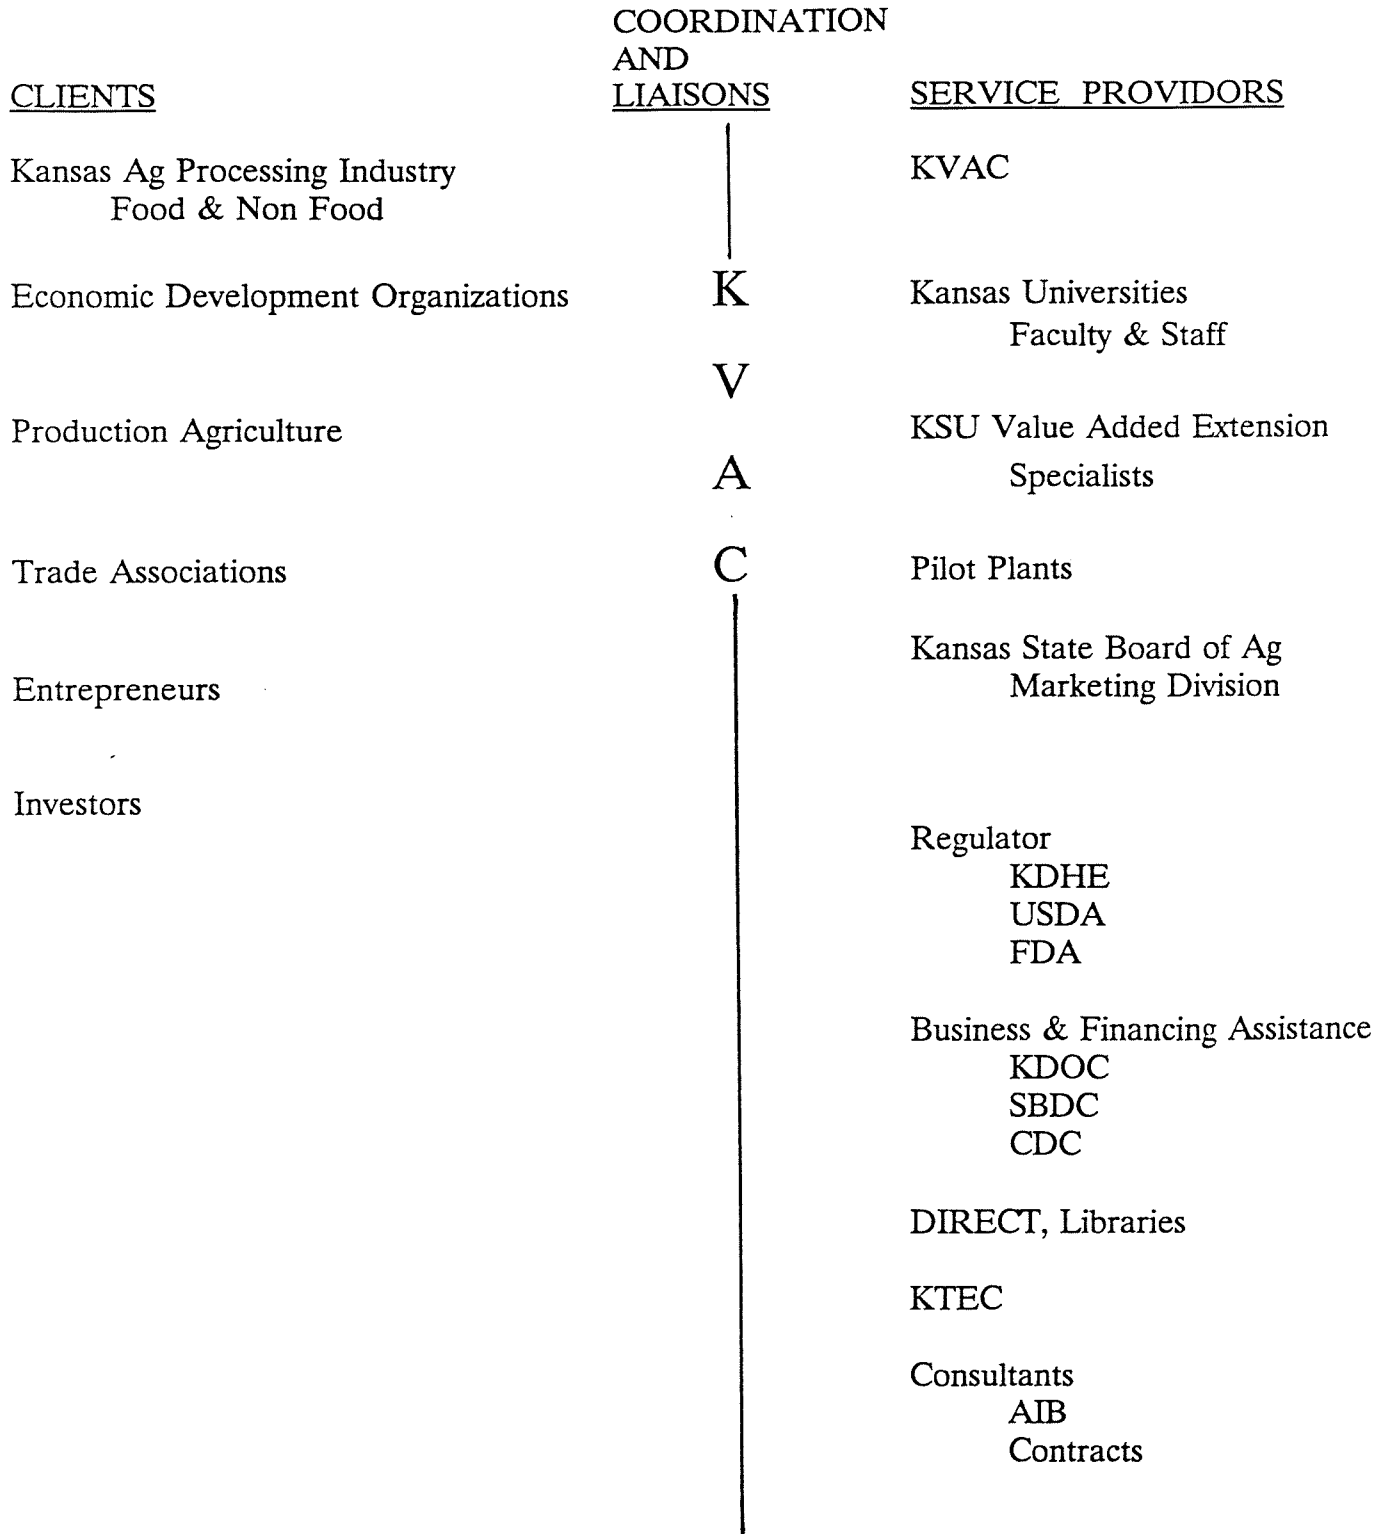 CLIENTS
Kansas Ag Processing Industry
Food & Non Food
Economic Development Organizations
Production Agriculture
Trade Associations
Entrepreneurs
Investors
COORDINATION
AND
LIAISONS
K
V
A
C
SERVICE PROVIDORS
KVAC
Kansas Universities
Faculty & Staff
KSU Value Added Extension
Specialists
Pilot Plants
Kansas State Board of Ag
Marketing Division
Regulator
KDHE
USDA
FDA
Business & Financing Assistance
KDOC
SBDC
CDC
DIRECT, Libraries
KTEC
Consultants
AIB
Contracts